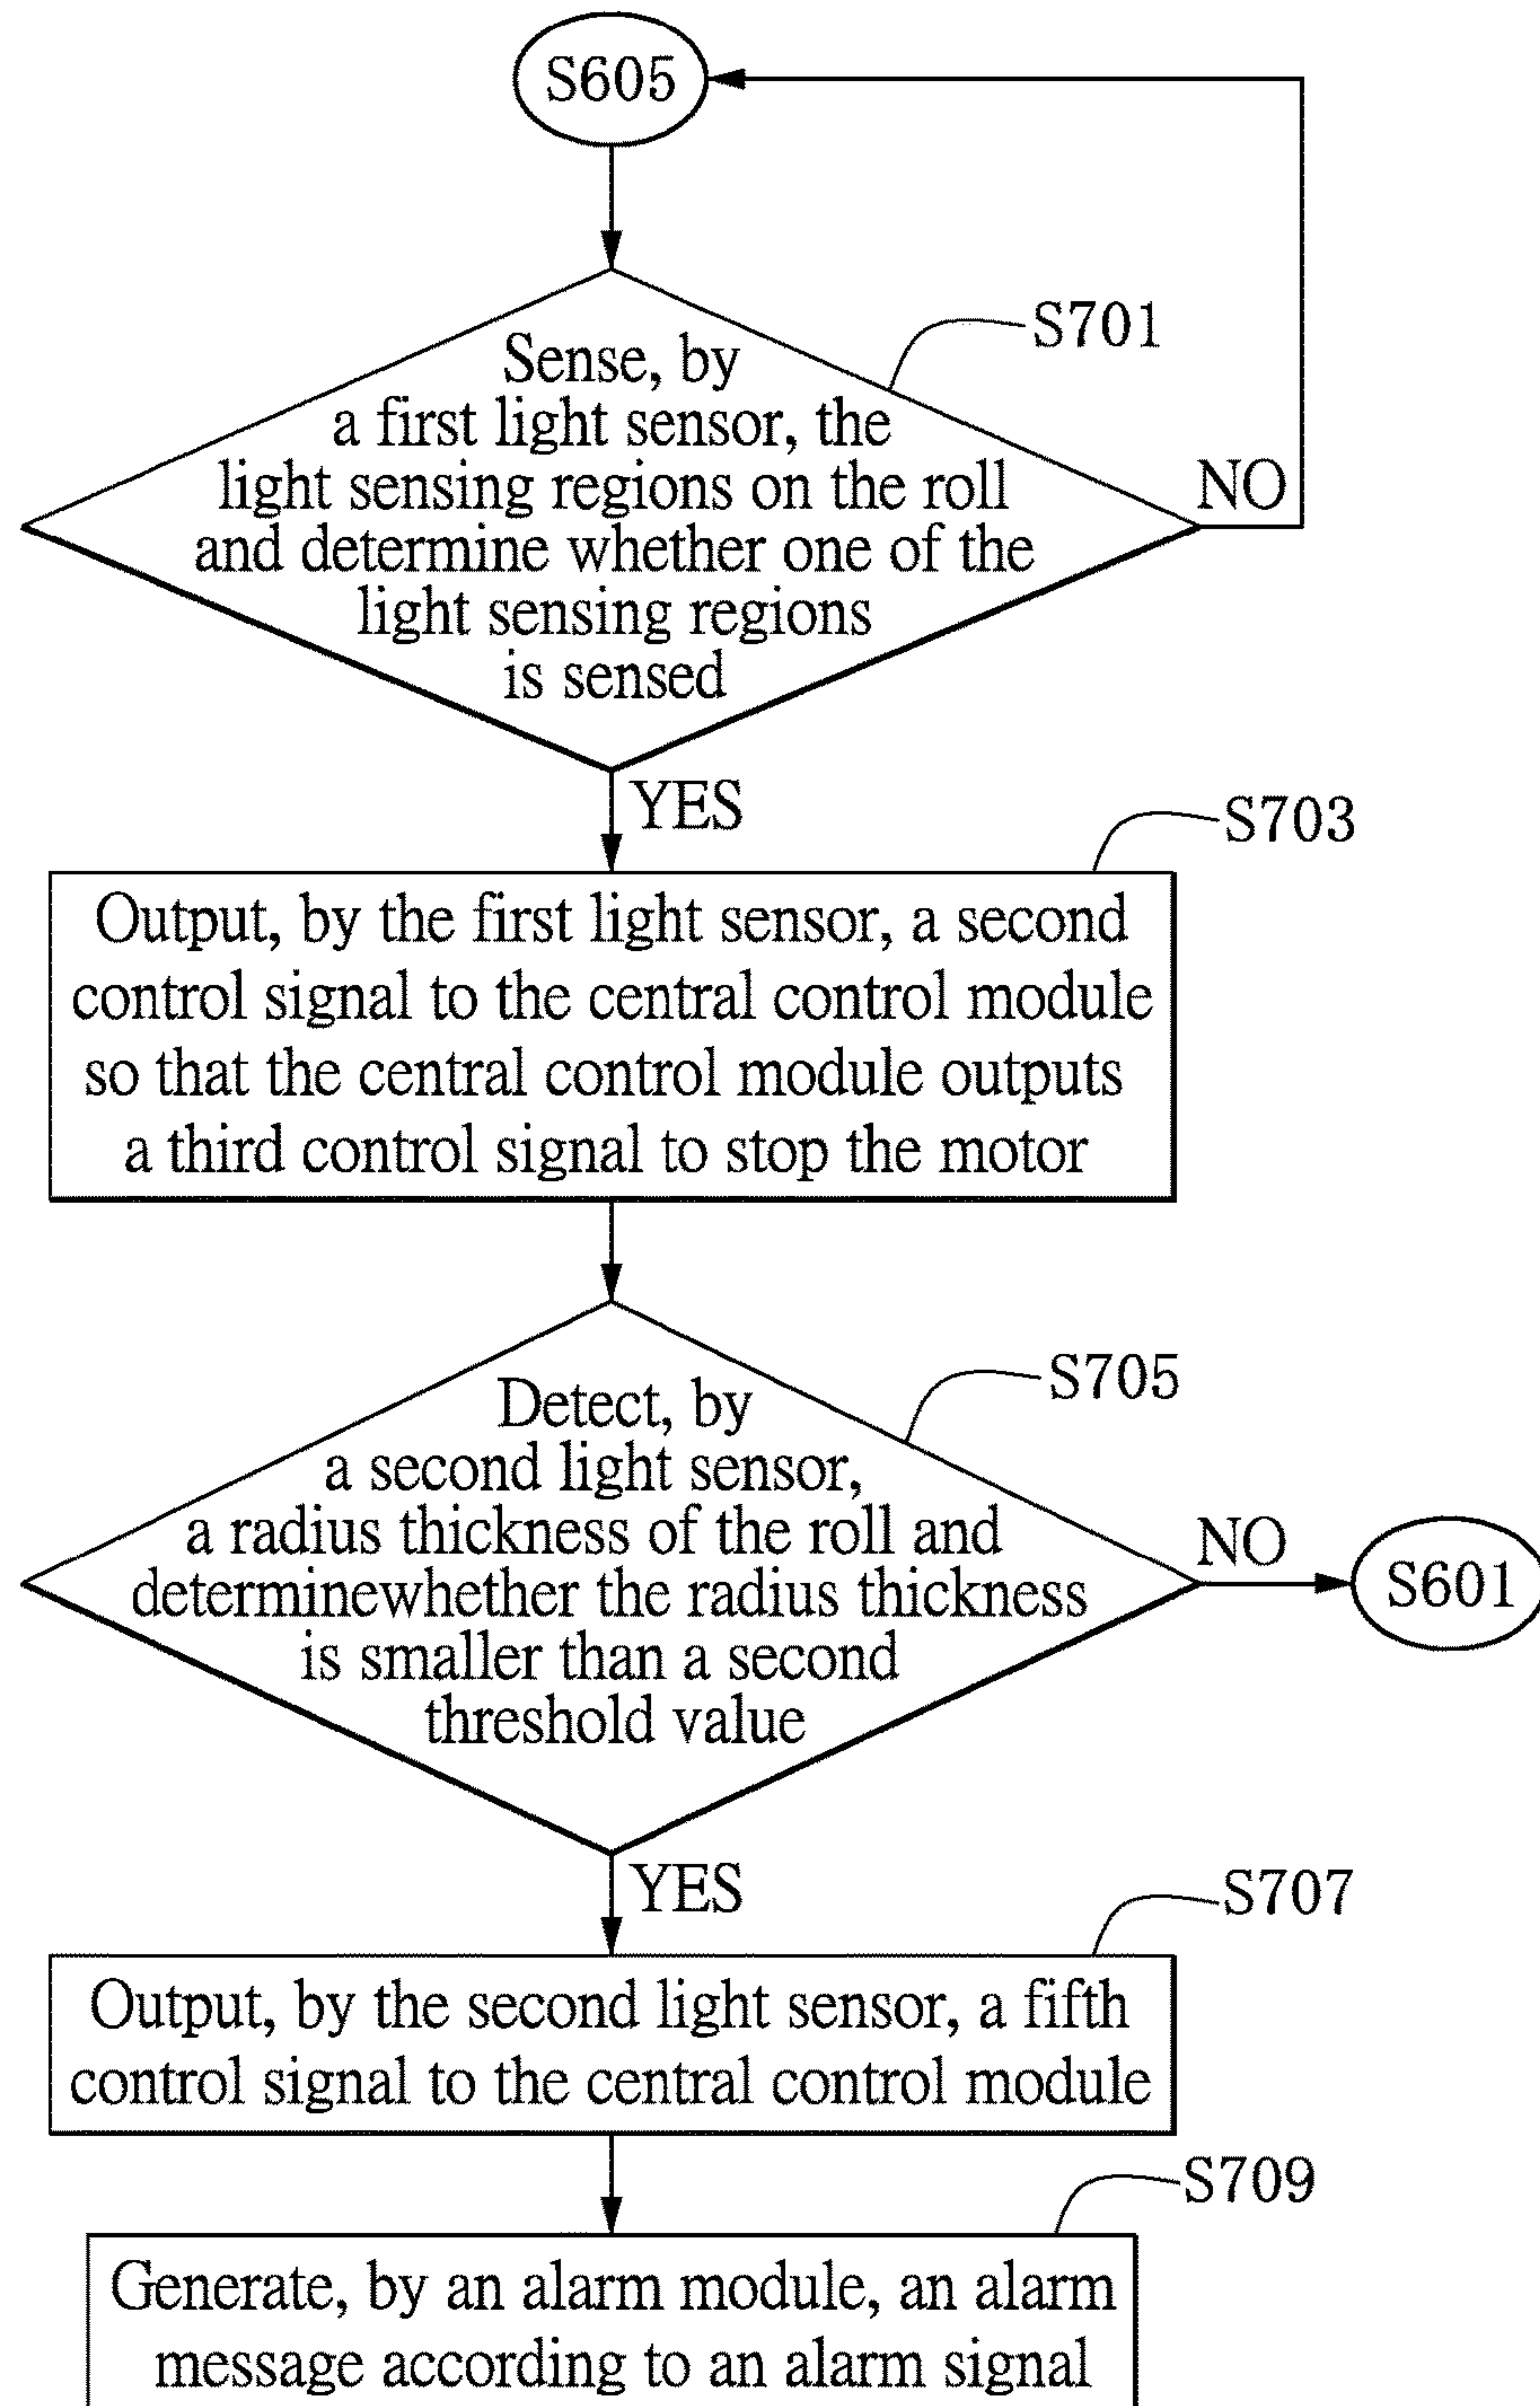 S605
S701
Sense, by
a first light sensor, the
light sensing regions on the roll
and determine whether one of the
light sensing regions
is sensed
NO
YES
S703
Output, by the first light sensor, a second
control signal to the central control module
so that the central control module outputs
a third control signal to stop the motor
S705
Detect, by
a second light sensor,
a radius thickness of the roll and
determinewhether the radius thickness
is smaller than a second
threshold value
NO
S601
YES
S707
Output, by the second light sensor, a fifth
control signal to the central control module
S709
Generate, by an alarm module, an alarm
message according to an alarm signal